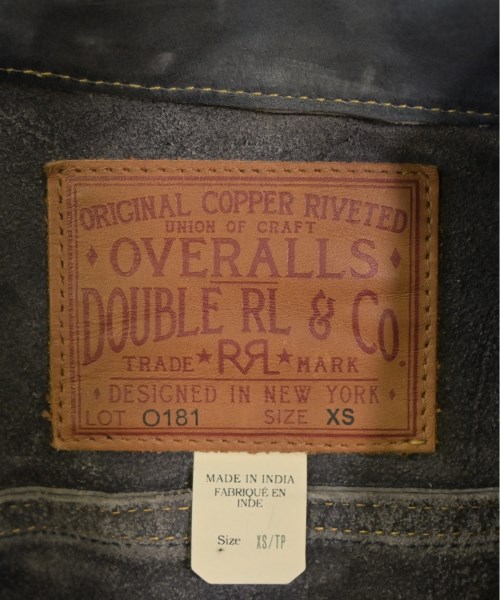 ORIGINAL COPPER RIVETED
UNION OF CRAFT
OVERALLS
DOUBLE RL & Co.
TRADE ★ RRL ★ MARK
DESIGNED IN NEW YORK
LOT 0181 SIZE XS
MADE IN INDIA
FABRIQUÉ EN
INDE
Size XS/TP